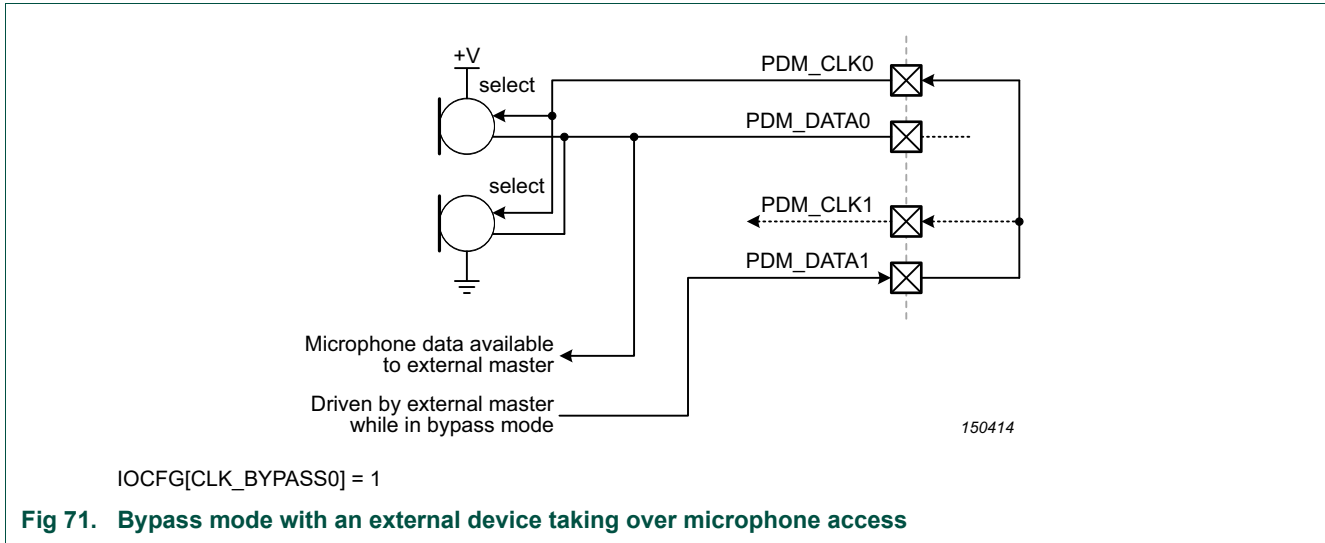 +V
select
PDM_CLK0
PDM_DATA0
select
PDM_CLK1
PDM_DATA1
Microphone data available
to external master
Driven by external master
while in bypass mode
150414
IOCFG[CLK_BYPASS0] = 1
Fig 71. Bypass mode with an external device taking over microphone access